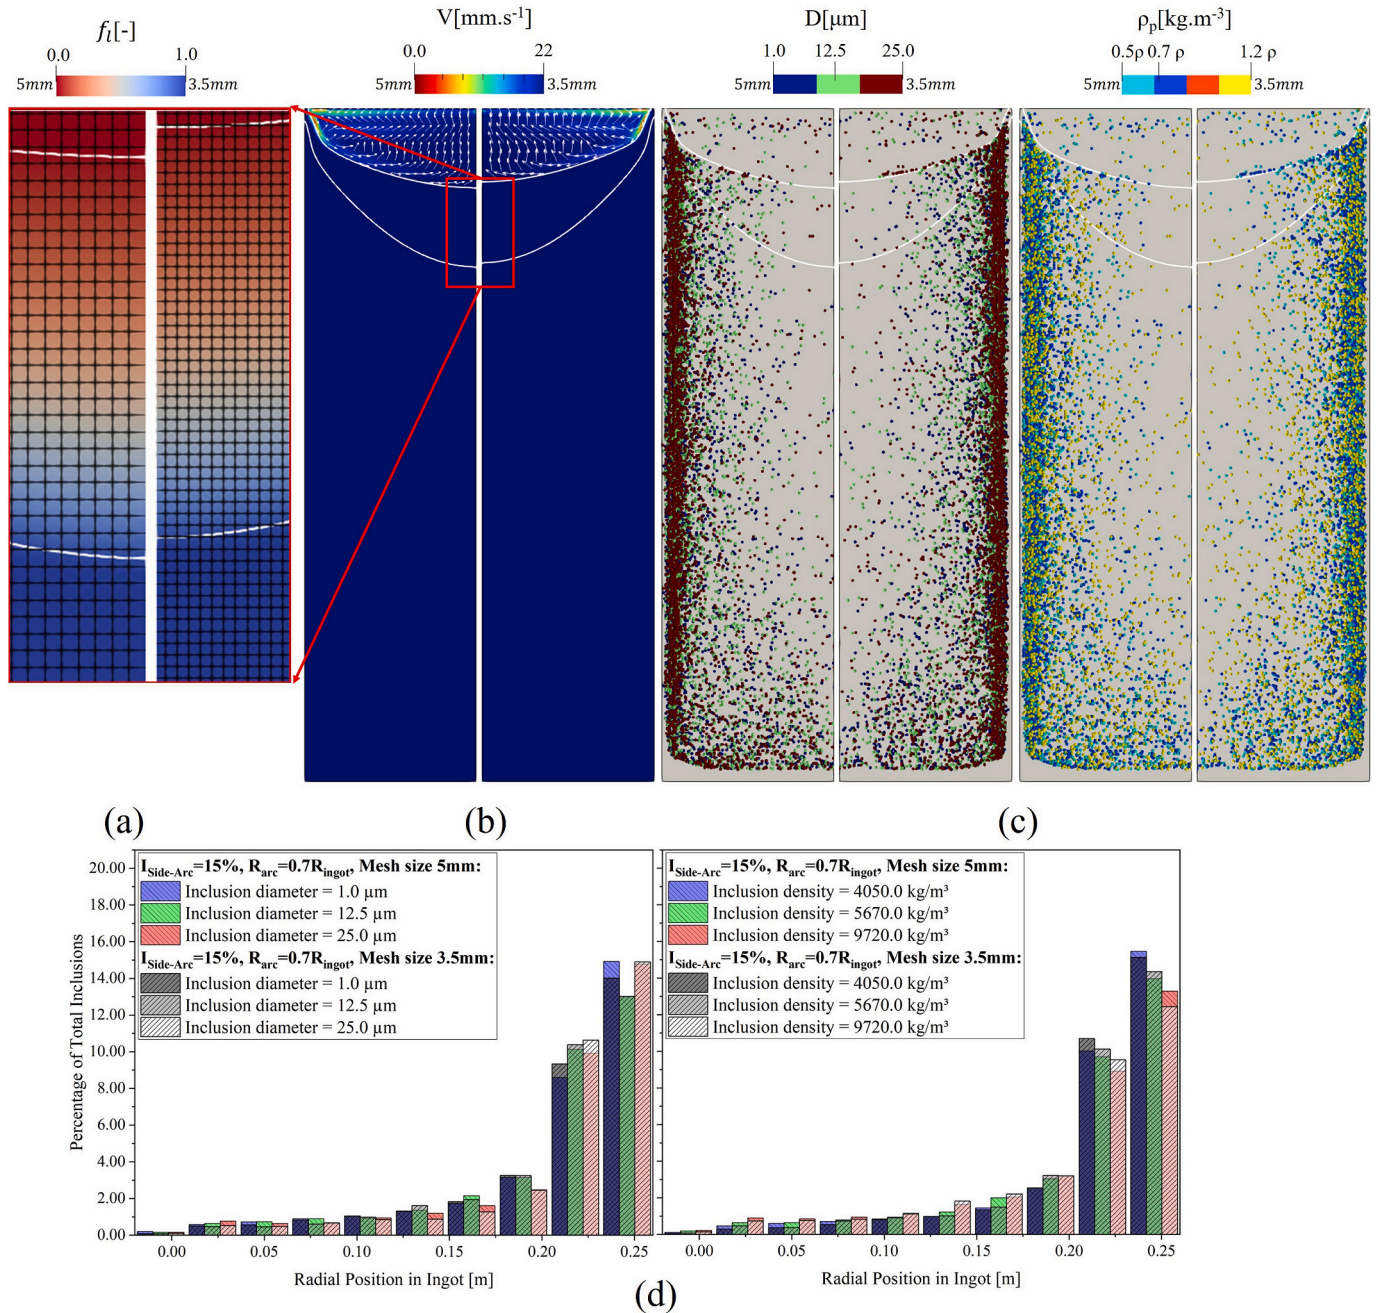 f_l[-]
0.0 1.0
5mm 3.5mm
V[mm.s⁻¹]
0.0 22
5mm 3.5mm
D[μm]
1.0 12.5 25.0
5mm 3.5mm
ρₚ[kg.m⁻³]
0.5ρ 0.7 ρ 1.2 ρ
5mm 3.5mm
(a)
(b)
(c)
Percentage of Total Inclusions
20.00
18.00
16.00
14.00
12.00
10.00
8.00
6.00
4.00
2.00
0.00
I_Side-Arc=15%, R_arc=0.7R_ingot, Mesh size 5mm:
Inclusion diameter = 1.0 µm
Inclusion diameter = 12.5 µm
Inclusion diameter = 25.0 µm
I_Side-Arc=15%, R_arc=0.7R_ingot, Mesh size 3.5mm:
Inclusion diameter = 1.0 µm
Inclusion diameter = 12.5 µm
Inclusion diameter = 25.0 µm
0.00 0.05 0.10 0.15 0.20 0.25
Radial Position in Ingot [m]
I_Side-Arc=15%, R_arc=0.7R_ingot, Mesh size 5mm:
Inclusion density = 4050.0 kg/m³
Inclusion density = 5670.0 kg/m³
Inclusion density = 9720.0 kg/m³
I_Side-Arc=15%, R_arc=0.7R_ingot, Mesh size 3.5mm:
Inclusion density = 4050.0 kg/m³
Inclusion density = 5670.0 kg/m³
Inclusion density = 9720.0 kg/m³
0.00 0.05 0.10 0.15 0.20 0.25
Radial Position in Ingot [m]
(d)